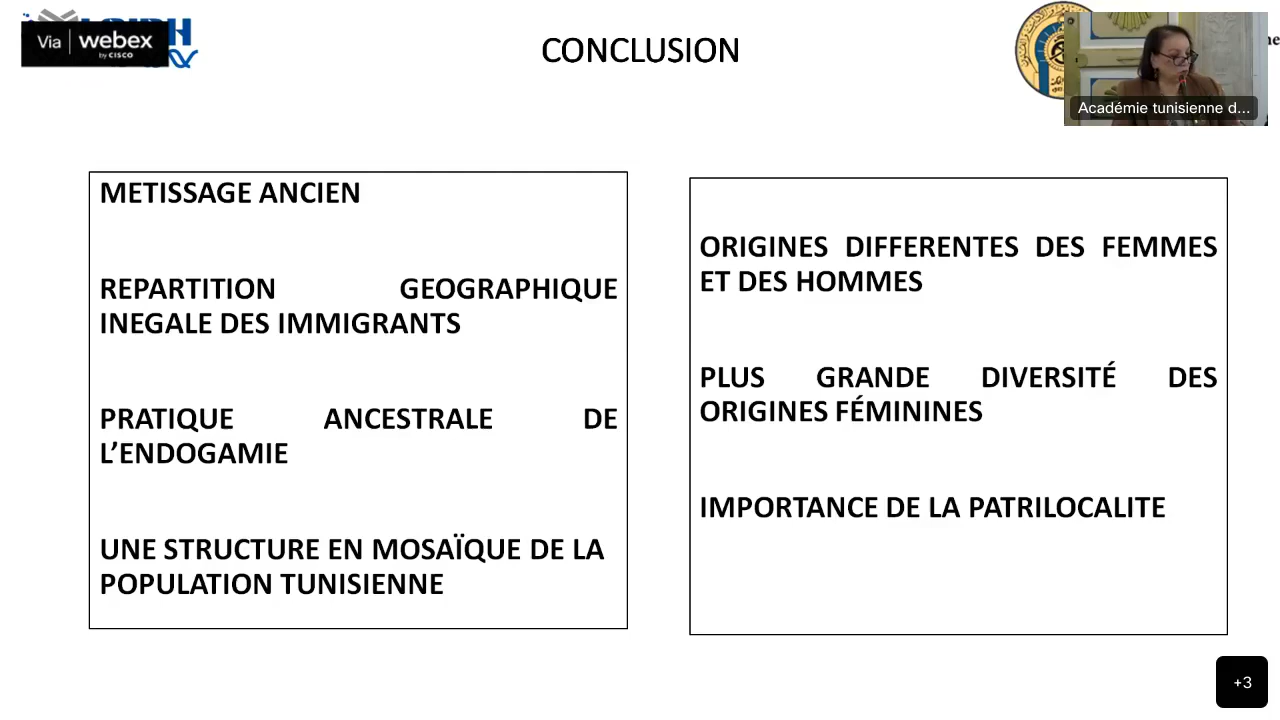 Via webex
by CISCO
CONCLUSION
Académie tunisienne d...
METISSAGE ANCIEN
REPARTITION GEOGRAPHIQUE
INEGALE DES IMMIGRANTS
PRATIQUE ANCESTRALE DE
L’ENDOGAMIE
UNE STRUCTURE EN MOSAÏQUE DE LA
POPULATION TUNISIENNE
ORIGINES DIFFERENTES DES FEMMES
ET DES HOMMES
PLUS GRANDE DIVERSITÉ DES
ORIGINES FÉMININES
IMPORTANCE DE LA PATRILOCALITE
+3